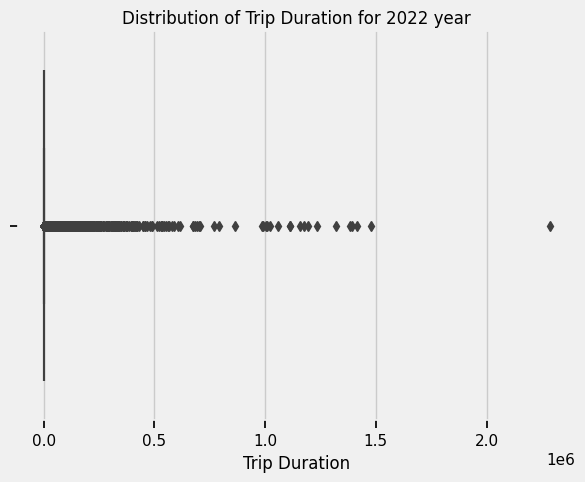 Distribution of Trip Duration for 2022 year
0.0 0.5 1.0 1.5 2.0
1e6
Trip Duration